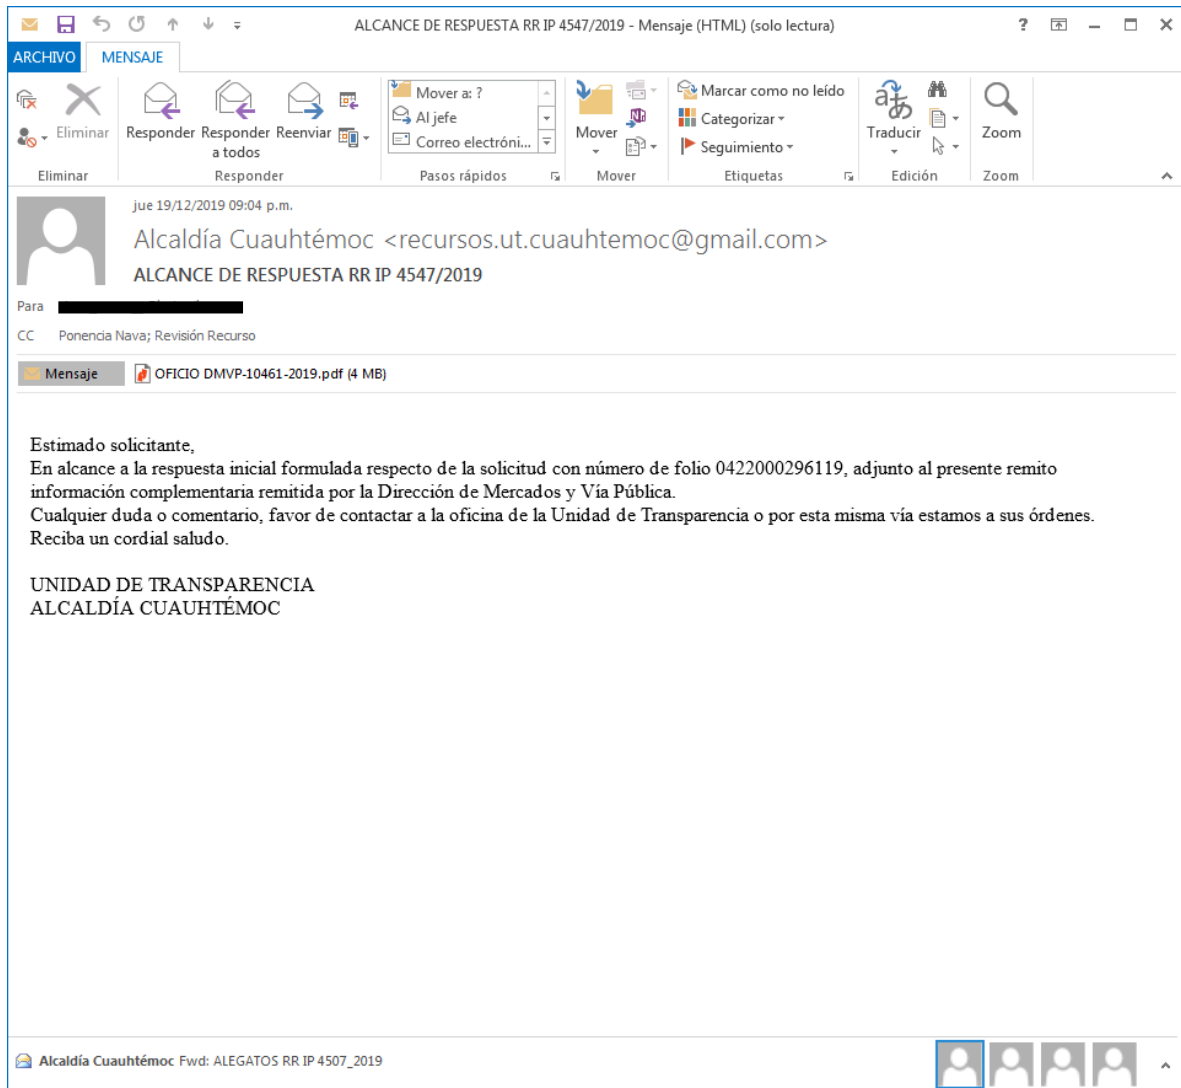 ALCANCE DE RESPUESTA RR IP 4547/2019 - Mensaje (HTML) (solo lectura)
ARCHIVO MENSAJE
Eliminar
Responder Responder a todos Reenviar
Mover a: ?
Al jefe
Correo electróni...
Mover
Marcar como no leído
Categorizar
Seguimiento
Traducir
Zoom
Eliminar Responder Pasos rápidos Mover Etiquetas Edición Zoom
jue 19/12/2019 09:04 p.m.
Alcaldía Cuauhtémoc <recursos.ut.cuauhtemoc@gmail.com>
ALCANCE DE RESPUESTA RR IP 4547/2019
Para
CC Ponencia Nava; Revisión Recurso
Mensaje OFICIO DMVP-10461-2019.pdf (4 MB)
Estimado solicitante,
En alcance a la respuesta inicial formulada respecto de la solicitud con número de folio 0422000296119, adjunto al presente remito
información complementaria remitida por la Dirección de Mercados y Vía Pública.
Cualquier duda o comentario, favor de contactar a la oficina de la Unidad de Transparencia o por esta misma vía estamos a sus órdenes.
Reciba un cordial saludo.
UNIDAD DE TRANSPARENCIA
ALCALDÍA CUAUHTÉMOC
Alcaldía Cuauhtémoc Fwd: ALEGATOS RR IP 4507_2019